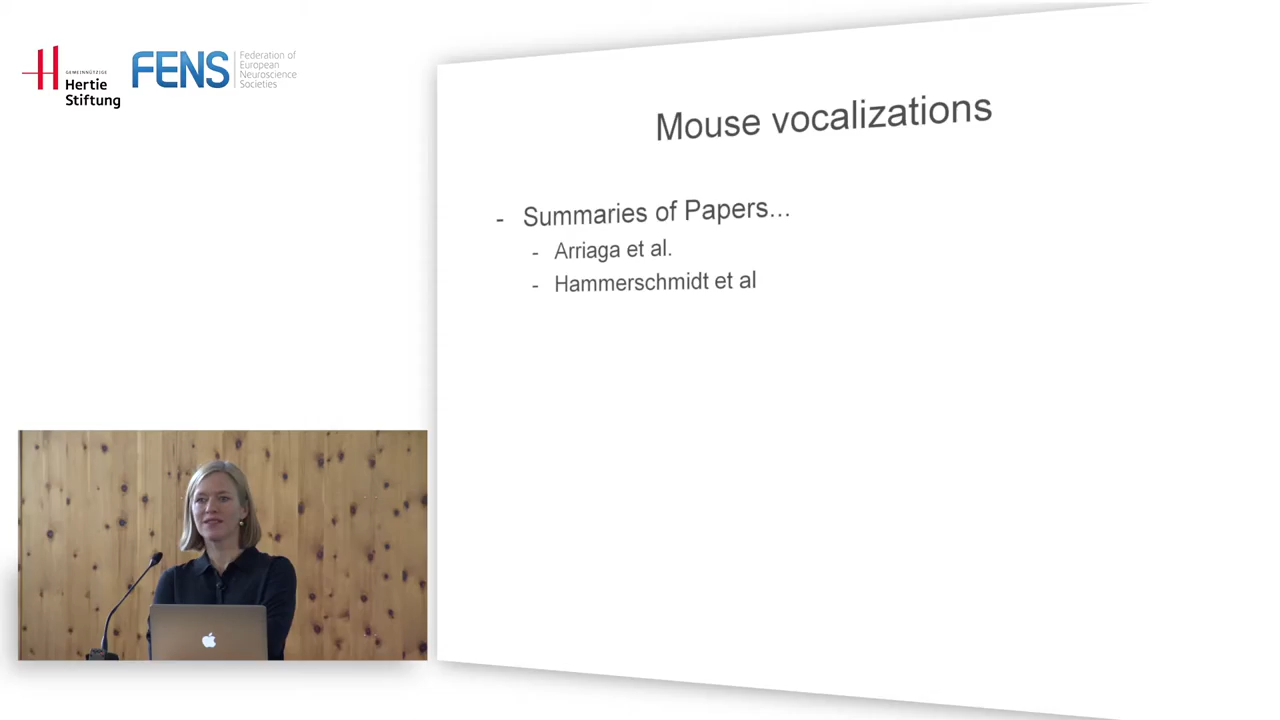 GEMEINNÜTZIGE
Hertie
Stiftung
FENS
Federation of
European
Neuroscience
Societies
Mouse vocalizations
- Summaries of Papers...
- Arriaga et al.
- Hammerschmidt et al